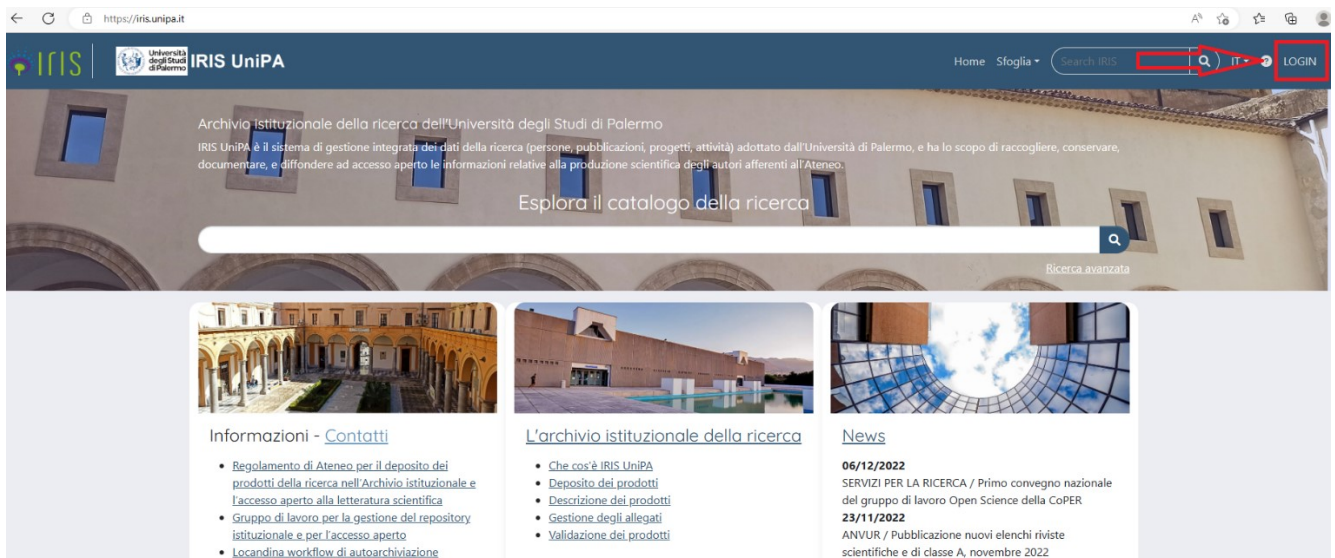 https://iris.unipa.it
IRIS
Università
degli Studi
di Palermo
IRIS UniPA
Home Sfoglia
Search IRIS
IT
?
LOGIN
Archivio istituzionale della ricerca dell'Università degli Studi di Palermo
IRIS UniPA è il sistema di gestione integrata dei dati della ricerca (persone, pubblicazioni, progetti, attività) adottato dall'Università di Palermo, e ha lo scopo di raccogliere, conservare,
documentare, e diffondere ad accesso aperto le informazioni relative alla produzione scientifica degli autori afferenti all'Ateneo.
Esplora il catalogo della ricerca
Ricerca avanzata
Informazioni - Contatti
• Regolamento di Ateneo per il deposito dei
prodotti della ricerca nell'Archivio istituzionale e
l'accesso aperto alla letteratura scientifica
• Gruppo di lavoro per la gestione del repository
istituzionale e per l'accesso aperto
• Locandina workflow di autoarchiviazione
L'archivio istituzionale della ricerca
• Che cos'è IRIS UniPA
• Deposito dei prodotti
• Descrizione dei prodotti
• Gestione degli allegati
• Validazione dei prodotti
News
06/12/2022
SERVIZI PER LA RICERCA / Primo convegno nazionale
del gruppo di lavoro Open Science della CoPER
23/11/2022
ANVUR / Pubblicazione nuovi elenchi riviste
scientifiche e di classe A, novembre 2022